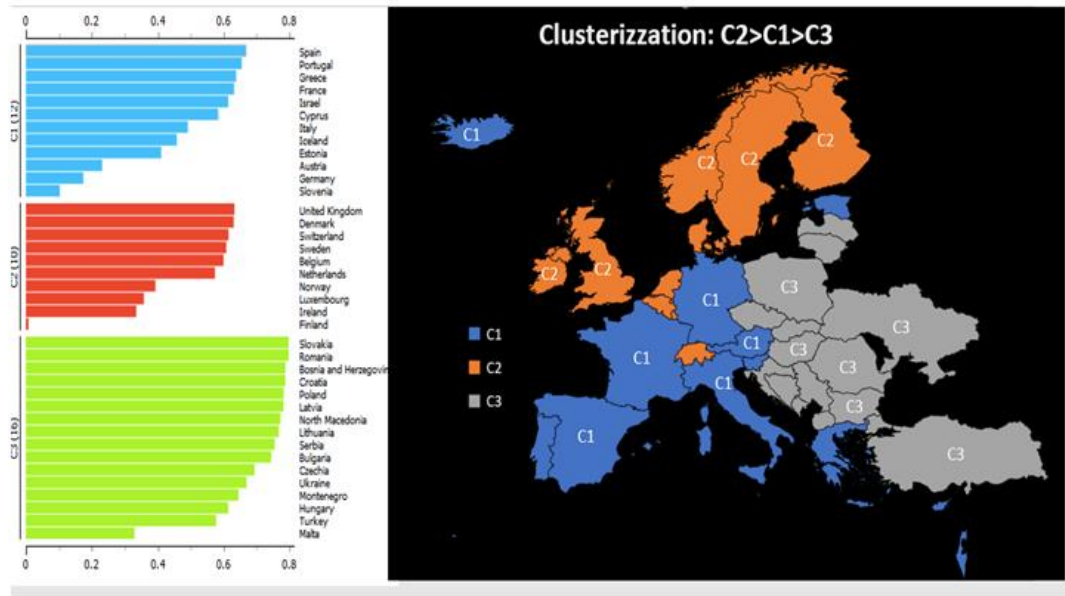 0 0.2 0.4 0.6 0.8
C1 (12)
Spain
Portugal
Greece
France
Israel
Cyprus
Italy
Iceland
Estonia
Austria
Germany
Slovenia
C2 (10)
United Kingdom
Denmark
Switzerland
Sweden
Belgium
Netherlands
Norway
Luxembourg
Ireland
Finland
C3 (16)
Slovakia
Romania
Bosnia and Herzegovin
Croatia
Poland
Latvia
North Macedonia
Lithuania
Serbia
Bulgaria
Czechia
Ukraine
Montenegro
Hungary
Turkey
Malta
0 0.2 0.4 0.6 0.8
Clusterizzation: C2>C1>C3
C1
C2
C2
C2
C2
C2
C1
C3
C3
C1
C1
C3
C3
C1
C3
C1
C3
C1
C2
C3